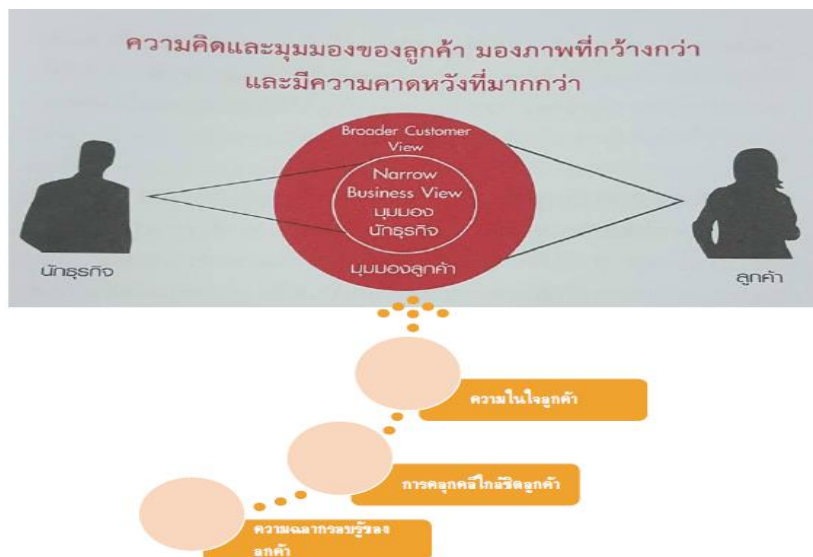 ความคิดและมุมมองของลูกค้า มองภาพที่กว้างกว่า
และมีความคาดหวังที่มากกว่า
Broader Customer
View
Narrow
Business View
มุมมอง
นักธุรกิจ
มุมมองลูกค้า
นักธุรกิจ
ลูกค้า
ความในใจลูกค้า
การคลุกคลีใกล้ชิดลูกค้า
ความฉลาดรอบรู้ของ
ลูกค้า